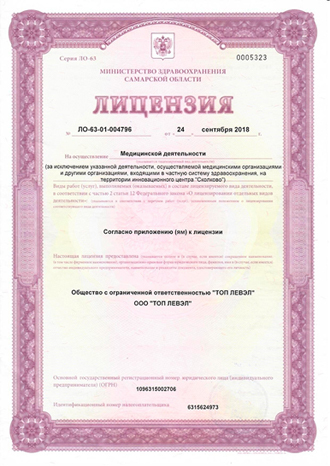 Серия ЛО-63
0005323
МИНИСТЕРСТВО ЗДРАВООХРАНЕНИЯ
САМАРСКОЙ ОБЛАСТИ
ЛИЦЕНЗИЯ
№ ЛО-63-01-004796 от « 24 » сентября 2018 г.
На осуществление Медицинской деятельности
(за исключением указанной деятельности, осуществляемой медицинскими организациями
и другими организациями, входящими в частную систему здравоохранения, на
территории инновационного центра "Сколково")
Виды работ (услуг), выполняемых (оказываемых) в составе лицензируемого вида деятельности,
в соответствии с частью 2 статьи 12 Федерального закона «О лицензировании отдельных видов
деятельности»
Согласно приложению (ям) к лицензии
Настоящая лицензия предоставлена
Общество с ограниченной ответственностью "ТОП ЛЕВЭЛ"
ООО "ТОП ЛЕВЭЛ"
Основной государственный регистрационный номер юридического лица (индивидуального
предпринимателя) (ОГРН)
1096315002706
Идентификационный номер налогоплательщика 6315624973